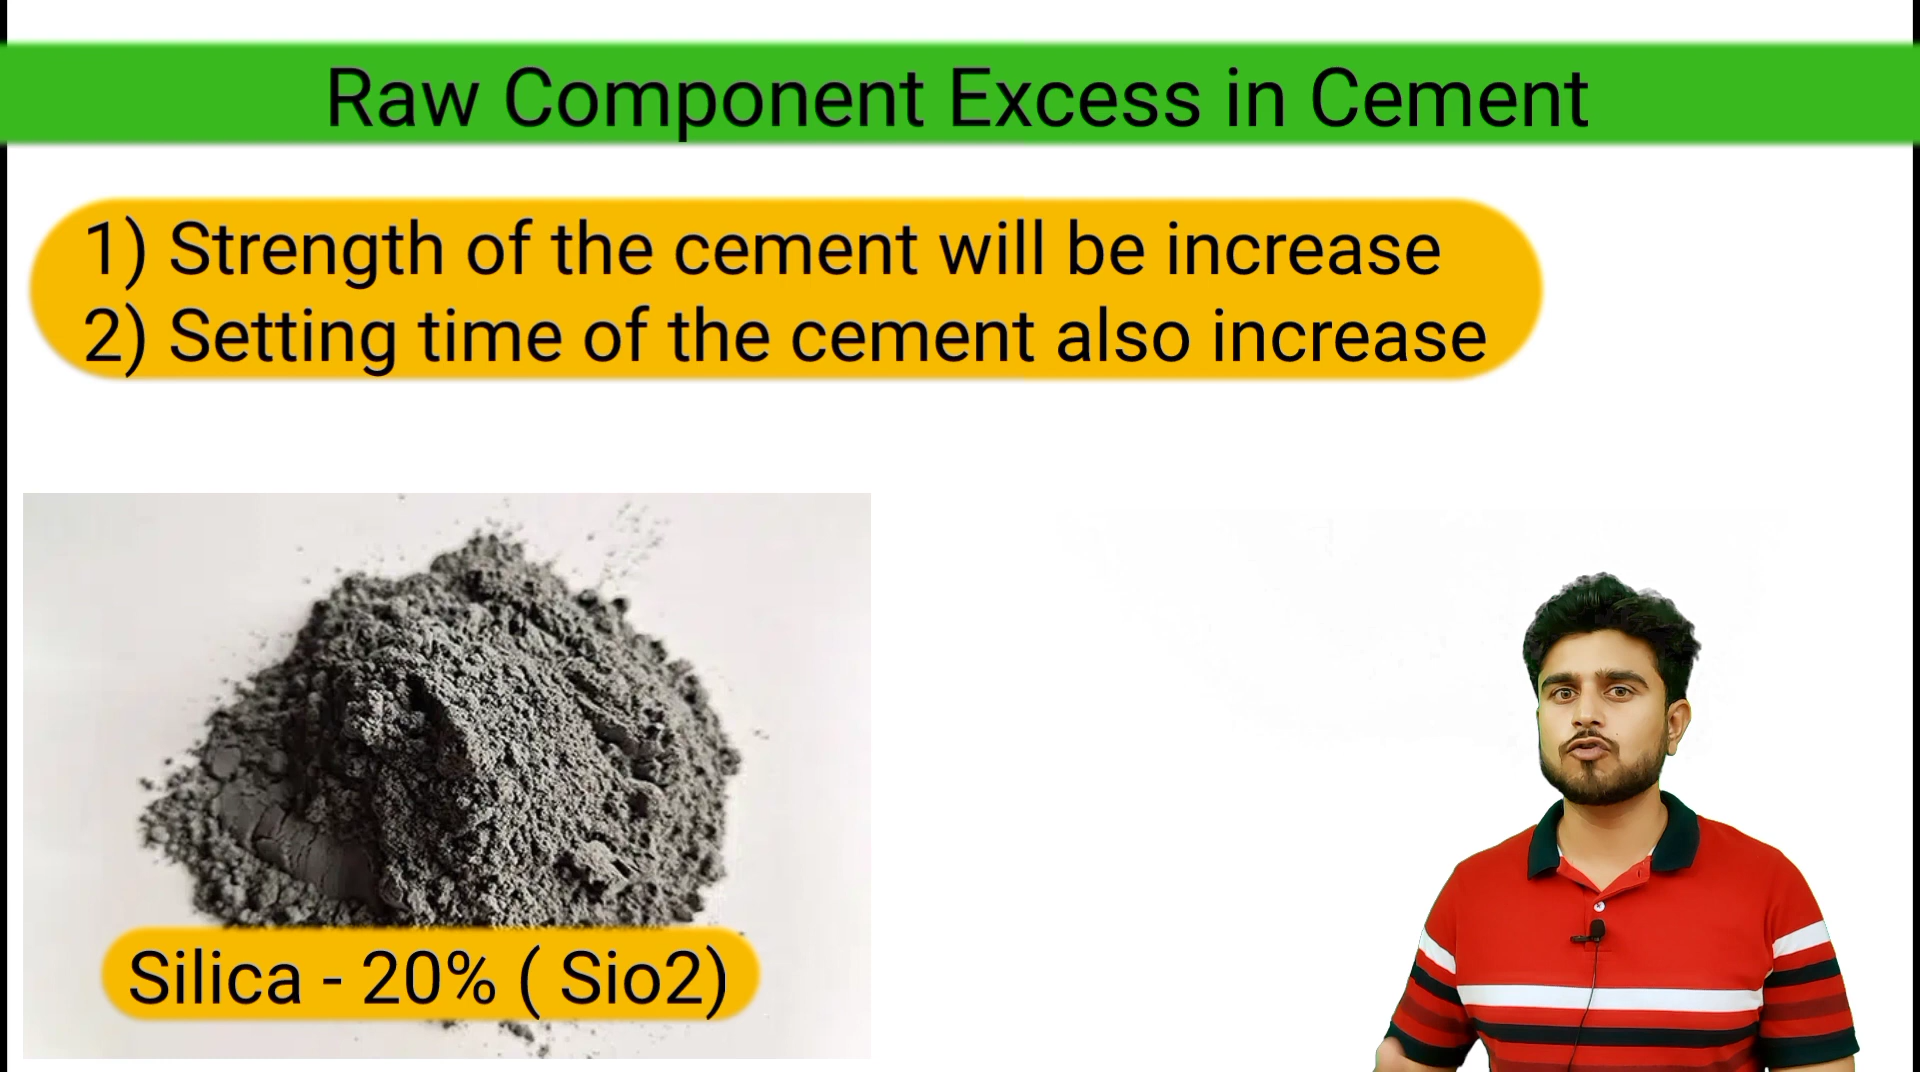 Raw Component Excess in Cement
1) Strength of the cement will be increase
2) Setting time of the cement also increase
Silica - 20% ( Sio2)